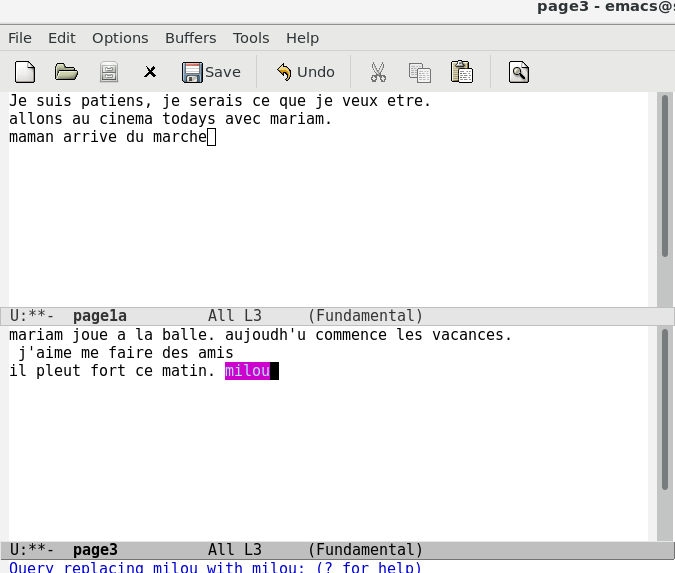 page3 - emacs@
File Edit Options Buffers Tools Help
Save Undo
Je suis patiens, je serais ce que je veux etre.
allons au cinema todays avec mariam.
maman arrive du marche
U:**- page1a All L3 (Fundamental)
mariam joue a la balle. aujoudh'u commence les vacances.
j'aime me faire des amis
il pleut fort ce matin. milou
U:**- page3 All L3 (Fundamental)
Query replacing milou with milou: (? for help)